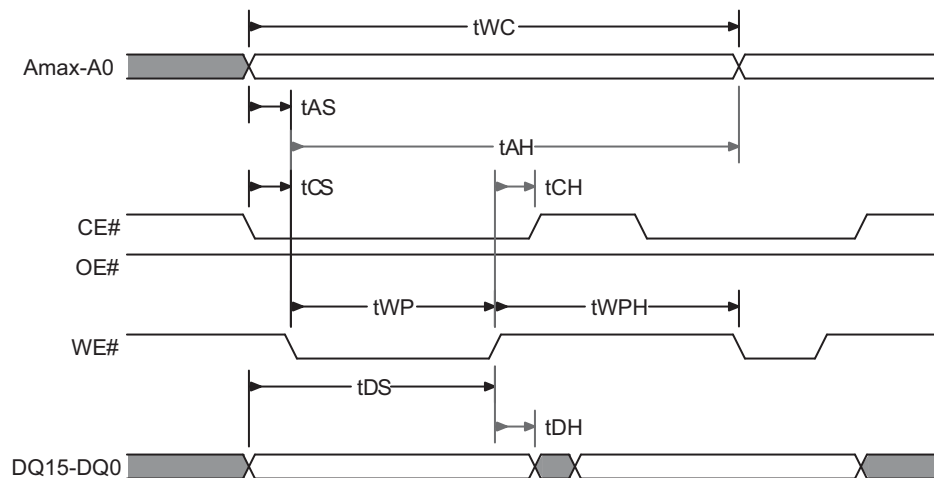 tWC
Amax-A0
tAS
tAH
tCS
tCH
CE#
OE#
tWP
tWPH
WE#
tDS
tDH
DQ15-DQ0